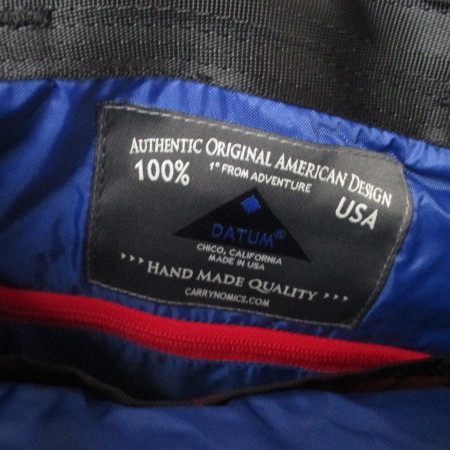 AUTHENTIC ORIGINAL AMERICAN DESIGN
100% 1" FROM ADVENTURE USA
DATUM®
CHICO, CALIFORNIA
MADE IN USA
››› HAND MADE QUALITY ›››
CARRYNOMICS.COM